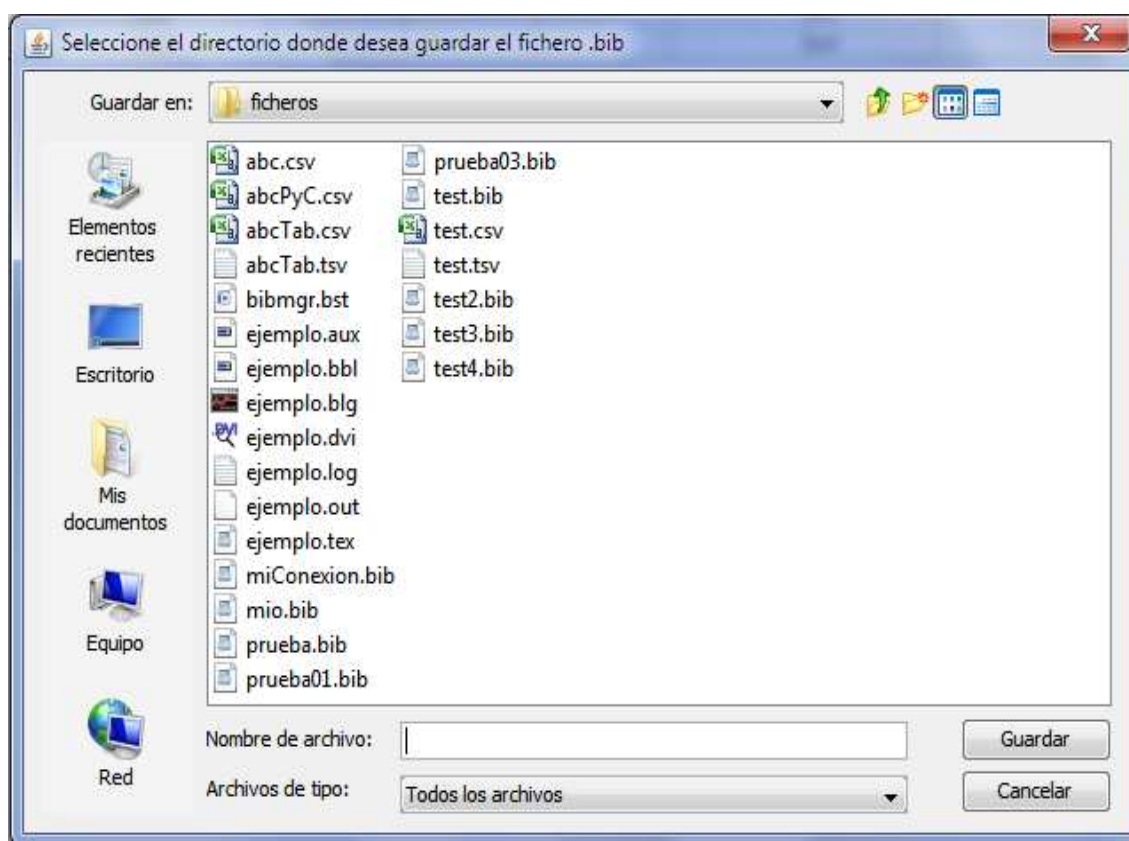 Seleccione el directorio donde desea guardar el fichero .bib
Guardar en:
ficheros
Elementos
recientes
Escritorio
Mis
documentos
Equipo
Red
abc.csv
abcPyC.csv
abcTab.csv
abcTab.tsv
bibmgr.bst
ejemplo.aux
ejemplo.bbl
ejemplo.blg
ejemplo.dvi
ejemplo.log
ejemplo.out
ejemplo.tex
miConexion.bib
mio.bib
prueba.bib
prueba01.bib
prueba03.bib
test.bib
test.csv
test.tsv
test2.bib
test3.bib
test4.bib
Nombre de archivo:
Guardar
Archivos de tipo:
Todos los archivos
Cancelar